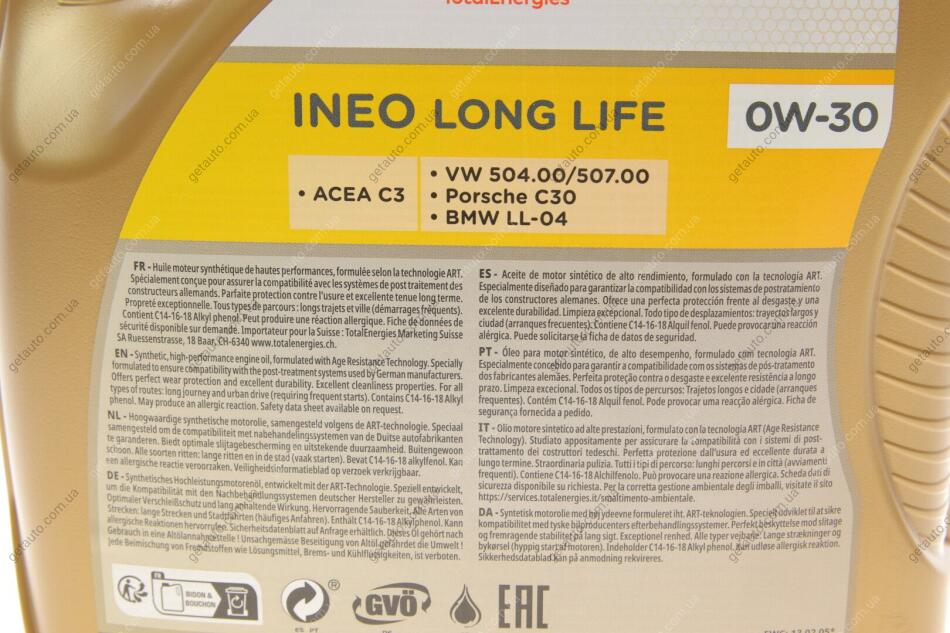 TotalEnergies
INEO LONG LIFE
0W-30
• ACEA C3
• VW 504.00/507.00
• Porsche C30
• BMW LL-04
FR - Huile moteur synthétique de hautes performances, formulée selon la technologie ART.
Spécialement conçue pour assurer la compatibilité avec les systèmes de post traitement des
constructeurs allemands. Parfaite protection contre l'usure et excellente tenue long terme.
Propreté exceptionnelle. Tous types de parcours : longs trajets et ville (démarrages fréquents).
Contient C14-16-18 Alkyl phenol. Peut produire une réaction allergique. Fiche de données de
sécurité disponible sur demande. Importateur pour la Suisse : TotalEnergies Marketing Suisse
SA Ruessenstrasse, 18 Baar, CH-6340 www.totalenergies.ch.
EN - Synthetic, high-performance engine oil, formulated with Age Resistance Technology. Specially
formulated to ensure compatibility with the post-treatment systems used by German manufacturers.
Offers perfect wear protection and excellent durability. Excellent cleanliness properties. For all
types of routes: long journey and urban drive (requiring frequent starts). Contains C14-16-18 Alkyl
phenol. May produce an allergic reaction. Safety data sheet available on request.
NL - Hoogwaardige synthetische motorolie, samengesteld volgens de ART-technologie. Speciaal
samengesteld om de compatibiliteit met nabehandelingssystemen van de Duitse autofabrikanten
te garanderen. Biedt optimale slijtagebescherming en uitstekende duurzaamheid. Buitengewoon
schoon. Alle soorten ritten: lange ritten en in de stad (vaak starten). Bevat C14-16-18 alkylfenol. Kan
een allergische reactie veroorzaken. Veiligheidsinformatieblad op verzoek verkrijgbaar.
DE - Synthetisches Hochleistungsmotorenöl, entwickelt mit der ART-Technologie. Speziell entwickelt,
um die Kompatibilität mit den Nachbehandlungssystemen deutscher Hersteller zu gewährleisten.
Optimaler Verschleißschutz und lang anhaltende Wirkung. Hervorragende Sauberkeit. Alle Arten von
Strecken: lange Strecken und Stadtfahrten (häufiges Anfahren). Enthält C14-16-18 Alkylphenol. Kann
allergische Reaktionen hervorrufen. Sicherheitsdatenblatt auf Anfrage erhältlich. Dieses Öl gehört nach
Gebrauch in eine Altölannahmestelle ! Unsachgemässe Beseitigung von Altöl gefährdet die Umwelt !
Jede Beimischung von Fremdstoffen wie Lösungsmittel, Brems- und Kühlflüssigkeiten, ist verboten.
ES - Aceite de motor sintético de alto rendimiento, formulado con la tecnología ART.
Especialmente diseñado para garantizar la compatibilidad con los sistemas de postratamiento
de los constructores alemanes. Ofrece una perfecta protección frente al desgaste y una
excelente durabilidad. Limpieza excepcional. Todo tipo de desplazamientos: trayectos largos y
ciudad (arranques frecuentes). Contiene C14-16-18 Alquil fenol. Puede provocar una reacción
alérgica. Puede solicitarse la ficha de datos de seguridad.
PT - Óleo para motor sintético, de alto desempenho, formulado com tecnologia ART.
Especialmente concebido para garantir a compatibilidade com os sistemas de pós-tratamento
dos fabricantes alemães. Perfeita proteção contra o desgaste e excelente resistência a longo
prazo. Limpeza excecional. Todos os tipos de percursos: Trajetos longos e cidade (arranques
frequentes). Contém C14-16-18 Alquil fenol. Pode provocar uma reação alérgica. Ficha de
segurança fornecida a pedido.
IT - Olio motore sintetico ad alte prestazioni, formulato con la tecnologia ART (Age Resistance
Technology). Studiato appositamente per assicurare la compatibilità con i sistemi di post-
trattamento dei costruttori tedeschi. Perfetta protezione dall'usura ed eccellente durata a
lungo termine. Straordinaria pulizia. Tutti i tipi di percorsi: lunghi percorsi e in città (avviamenti
frequenti). Contiene C14-16-18 Alchilfenolo. Può provocare una reazione allergica. Scheda dati di
sicurezza disponibile su richiesta. Per la corretta gestione ambientale degli imballi, visita il sito
https://services.totalenergies.it/smaltimento-ambientale.
DA - Syntetisk motorolie med høj ydeevne formuleret iht. ART-teknologien. Specielt udviklet til at sikre
kompatibilitet med tyske bilproducenters efterbehandlingssystemer. Perfekt beskyttelse mod slitage
og fremragende stabilitet på lang sigt. Exceptionel renhed. Alle typer vejbane: Lange strækninger og
bykørsel (hyppig start af motoren). Indeholder C14-16-18 Alkyl phenol. Kan udløse allergisk reaktion.
Sikkerhedsdatablad kan på anmodning rekvireres.
FR
BIDON &
BOUCHON
®
ES PT
GVÖ
DE
EAC
EWC: 13 02 05*
getauto.com.ua